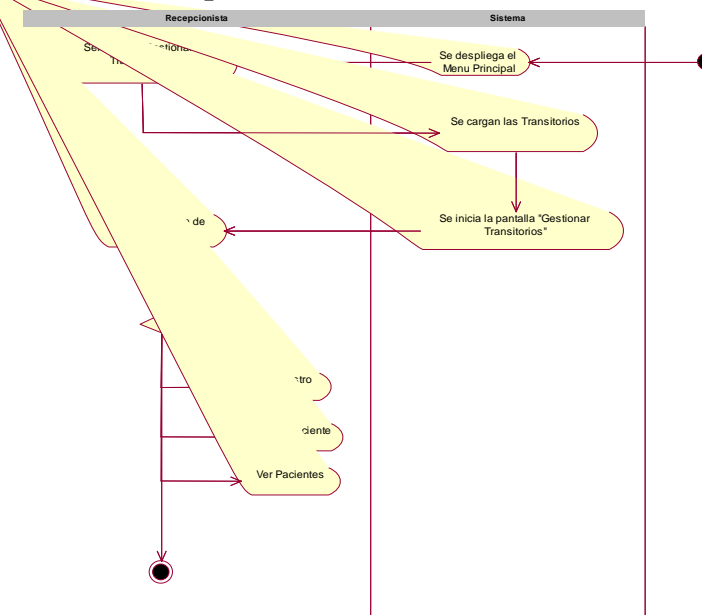 Recepcionista
Sistema
Se despliega el
Menu Principal
Se cargan las Transitorios
de
Se inicia la pantalla "Gestionar
Transitorios"
Ver Pacientes